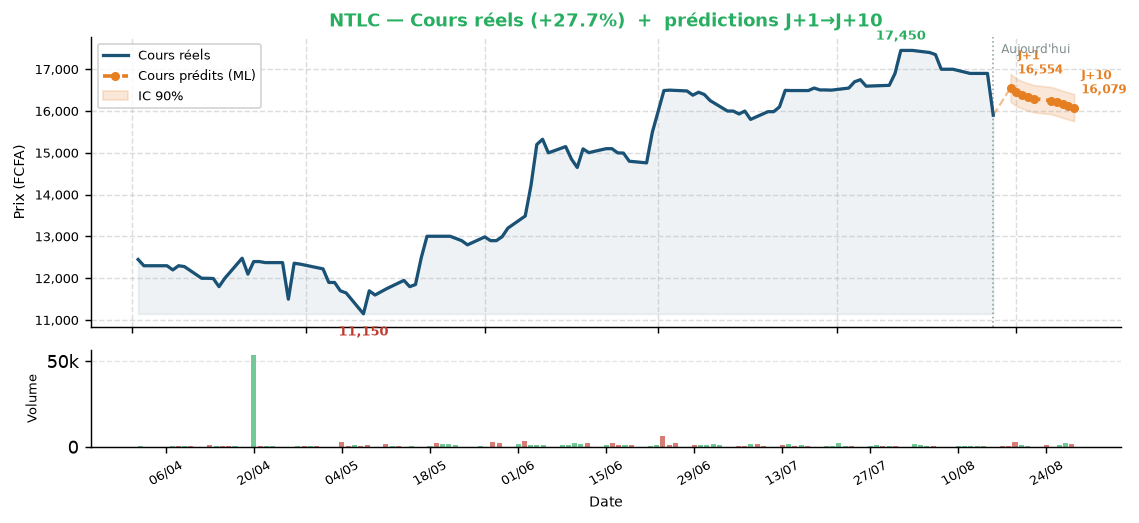 NTLC — Cours réels (+27.7%)  +  prédictions J+1→J+10
17,450
Aujourd'hui
Cours réels
Cours prédits (ML)
IC 90%
J+1
16,554
J+10
16,079
17,000
16,000
15,000
14,000
13,000
12,000
11,000
Prix (FCFA)
11,150
50k
0
Volume
06/04
20/04
04/05
18/05
01/06
15/06
29/06
13/07
27/07
10/08
24/08
Date